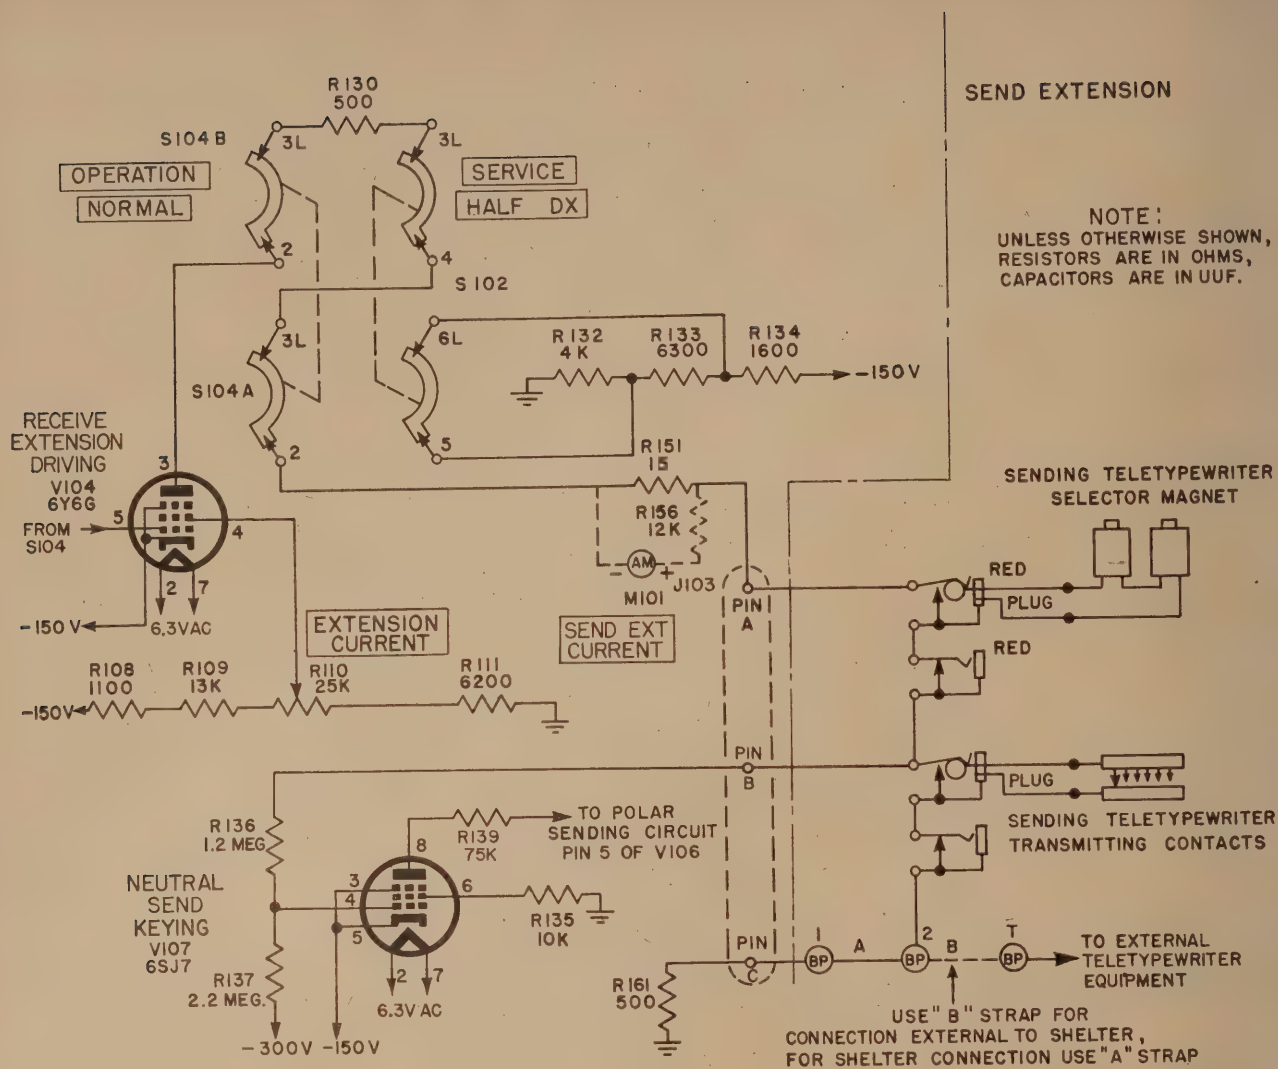 SEND EXTENSION
NOTE:
UNLESS OTHERWISE SHOWN,
RESISTORS ARE IN OHMS,
CAPACITORS ARE IN UUF.
R130
500
S104B
3L
3L
OPERATION
NORMAL
SERVICE
HALF DX
2
4
S102
3L
6L
S104A
2
5
R132
4K
R133
6300
R134
1600
-150V
RECEIVE
EXTENSION
DRIVING
V104
6Y6G
3
5
4
FROM
S104
2
7
-150V
6.3VAC
R151
15
R156
12K
AM
-
+
M101
J103
EXTENSION
CURRENT
SEND EXT
CURRENT
R108
1100
R109
13K
R110
25K
R111
6200
-150V
PIN
A
SENDING TELETYPEWRITER
SELECTOR MAGNET
RED
PLUG
RED
PIN
B
PLUG
SENDING TELETYPEWRITER
TRANSMITTING CONTACTS
R136
1.2 MEG.
R139
75K
TO POLAR
SENDING CIRCUIT
PIN 5 OF V106
8
3
4
5
6
NEUTRAL
SEND
KEYING
V107
6SJ7
R135
10K
R137
2.2 MEG.
2
7
6.3V AC
-300V
-150V
PIN
C
R161
500
1
BP
A
2
BP
B
T
BP
TO EXTERNAL
TELETYPEWRITER
EQUIPMENT
USE "B" STRAP FOR
CONNECTION EXTERNAL TO SHELTER,
FOR SHELTER CONNECTION USE "A" STRAP